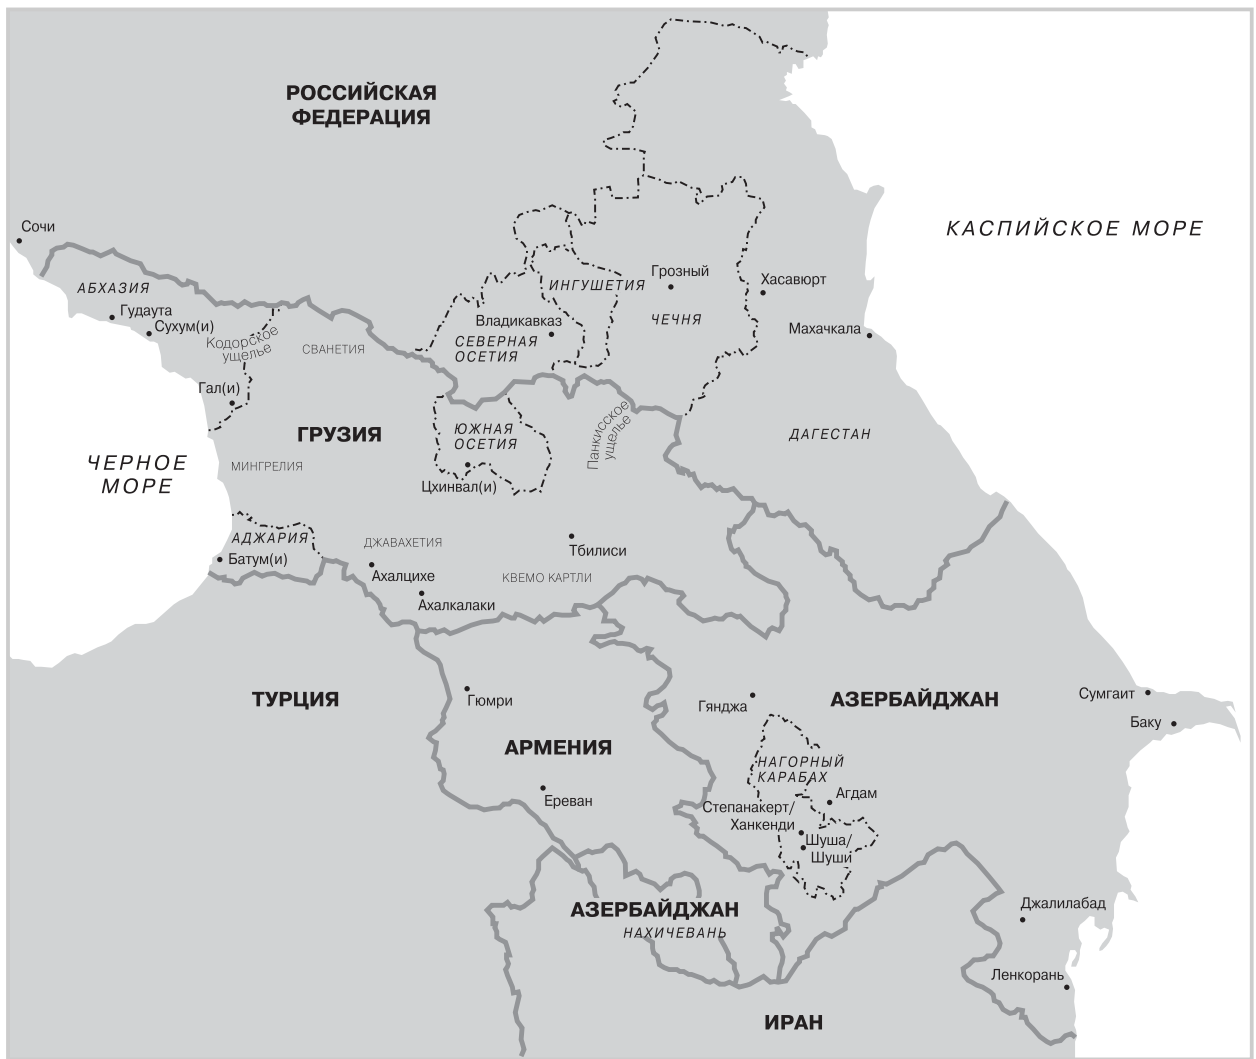 РОССИЙСКАЯ
ФЕДЕРАЦИЯ
КАСПИЙСКОЕ МОРЕ
Сочи
АБХАЗИЯ
Гудаута
Сухум(и)
Кодорское
ущелье
СВАНЕТИЯ
Гал(и)
ИНГУШЕТИЯ
Грозный
Хасавюрт
Владикавказ
ЧЕЧНЯ
Махачкала
СЕВЕРНАЯ
ОСЕТИЯ
ГРУЗИЯ
ЮЖНАЯ
ОСЕТИЯ
Панкисское
ущелье
ДАГЕСТАН
ЧЕРНОЕ
МОРЕ
МИНГРЕЛИЯ
Цхинвал(и)
АДЖАРИЯ
Батум(и)
ДЖАВАХЕТИЯ
Тбилиси
Ахалцихе
КВЕМО КАРТЛИ
Ахалкалаки
ТУРЦИЯ
Гюмри
Гянджа
АЗЕРБАЙДЖАН
Сумгаит
Баку
АРМЕНИЯ
НАГОРНЫЙ
КАРАБАХ
Ереван
Агдам
Степанакерт/
Ханкенди
Шуша/
Шуши
АЗЕРБАЙДЖАН
НАХИЧЕВАНЬ
Джалилабад
Ленкорань
ИРАН